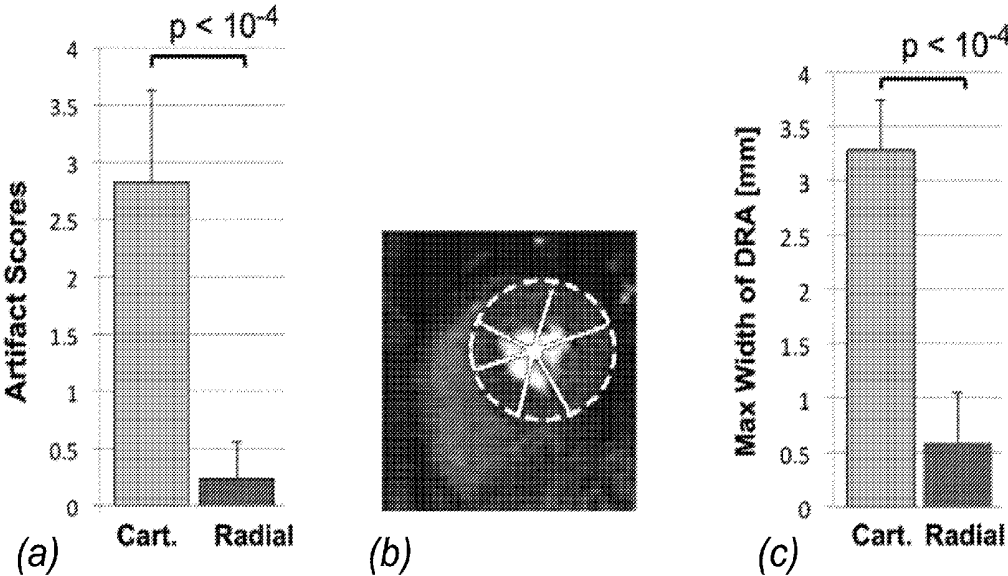 p < 10⁻⁴
4
3.5
3
2.5
2
1.5
1
0.5
0
Artifact Scores
Cart. Radial
(a)
(b)
p < 10⁻⁴
4
3.5
3
2.5
2
1.5
1
0.5
0
Max Width of DRA [mm]
Cart. Radial
(c)